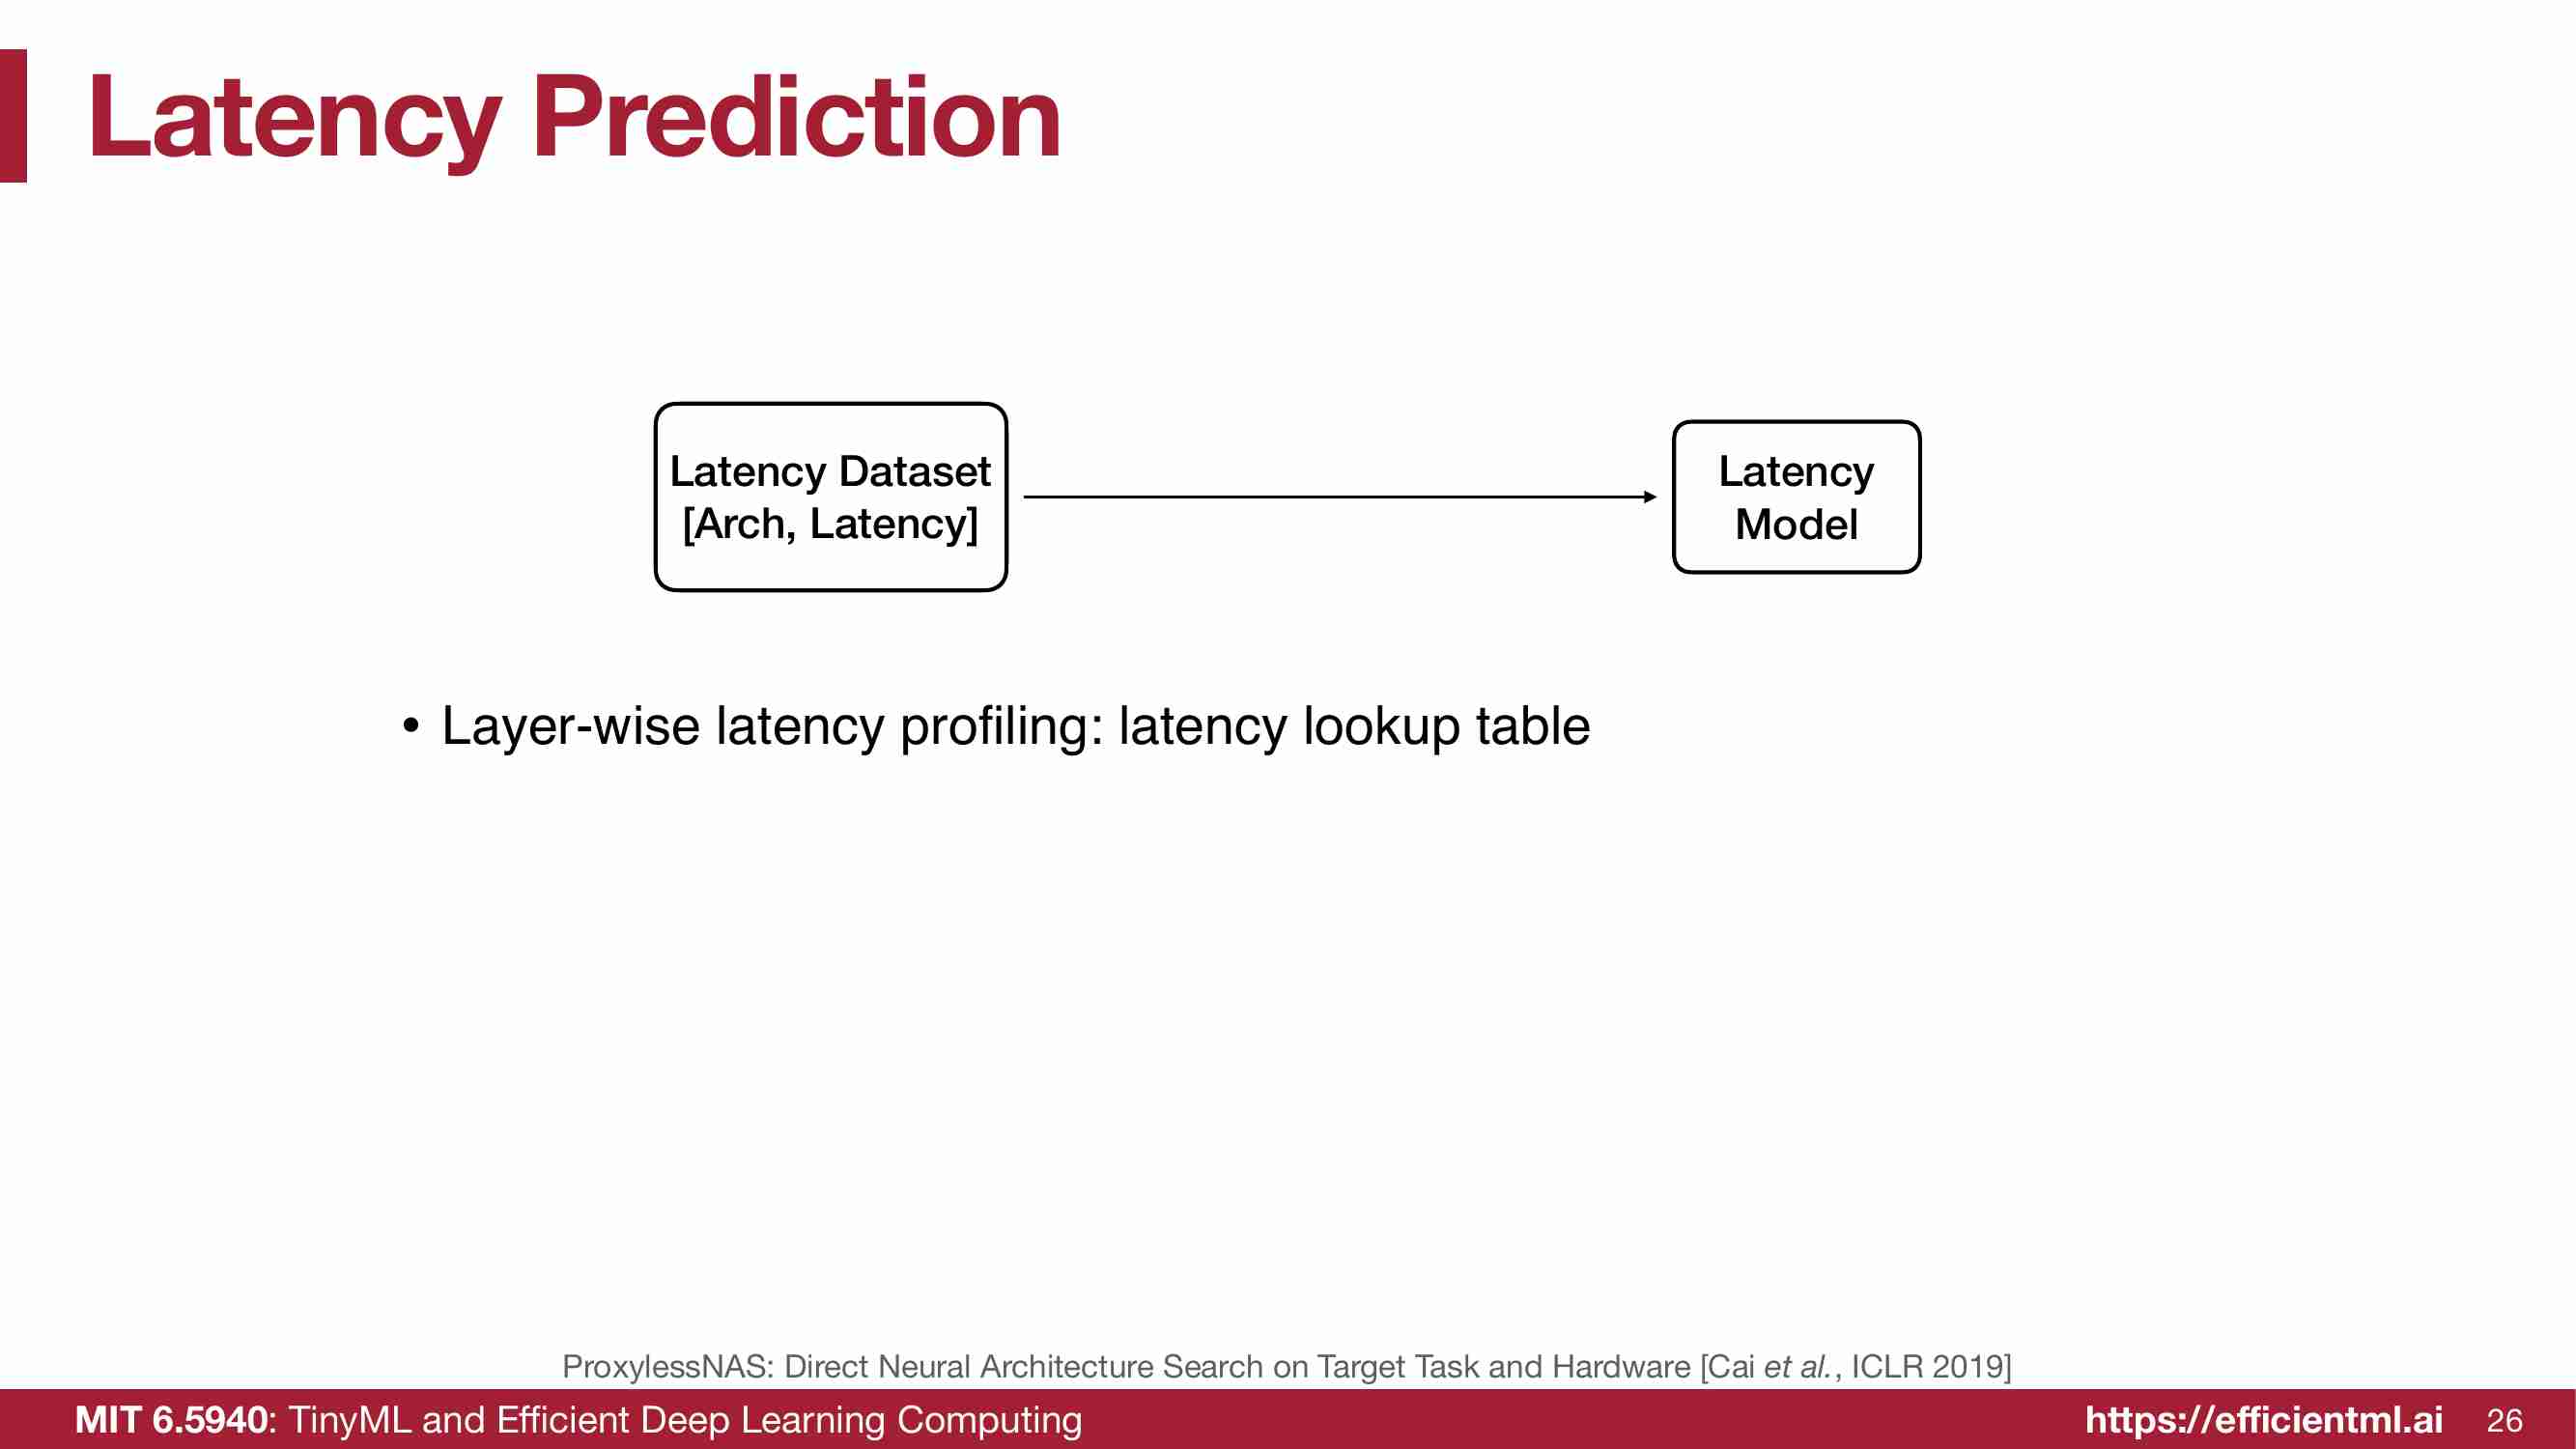 Latency Prediction
Latency Dataset
[Arch, Latency]
Latency
Model
• Layer-wise latency profiling: latency lookup table
ProxylessNAS: Direct Neural Architecture Search on Target Task and Hardware [Cai et al., ICLR 2019]
MIT 6.5940: TinyML and Efficient Deep Learning Computing
https://efficientml.ai
26